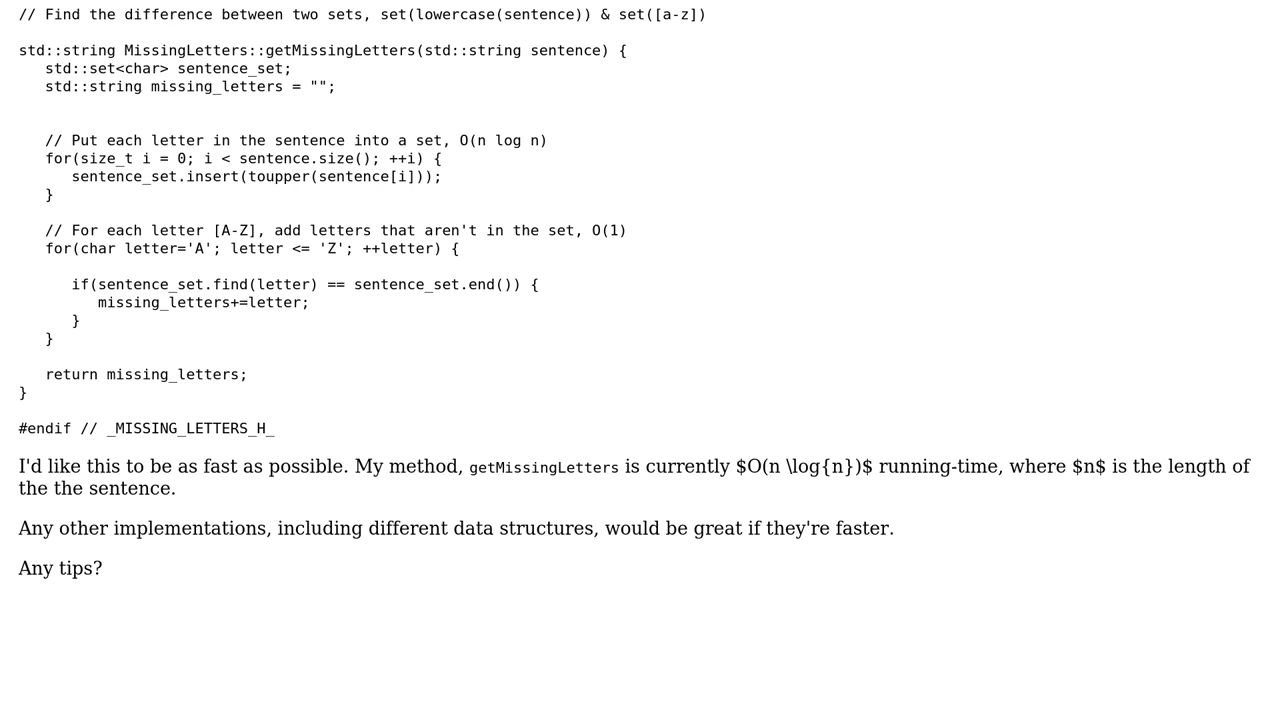 // Find the difference between two sets, set(lowercase(sentence)) & set([a-z])
std::string MissingLetters::getMissingLetters(std::string sentence) {
   std::set<char> sentence_set;
   std::string missing_letters = "";
   // Put each letter in the sentence into a set, O(n log n)
   for(size_t i = 0; i < sentence.size(); ++i) {
      sentence_set.insert(toupper(sentence[i]));
   }
   // For each letter [A-Z], add letters that aren't in the set, O(1)
   for(char letter='A'; letter <= 'Z'; ++letter) {
      if(sentence_set.find(letter) == sentence_set.end()) {
         missing_letters+=letter;
      }
   }
   return missing_letters;
}
#endif // _MISSING_LETTERS_H_
I'd like this to be as fast as possible. My method, getMissingLetters is currently $O(n \log{n})$ running-time, where $n$ is the length of
the the sentence.
Any other implementations, including different data structures, would be great if they're faster.
Any tips?